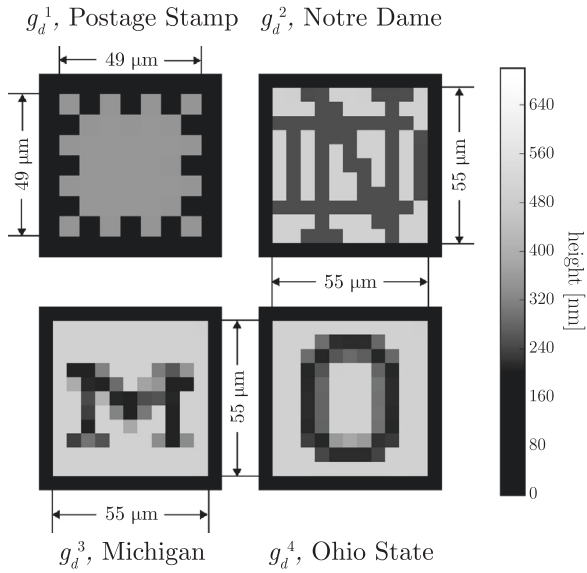 g_d^1, Postage Stamp
g_d^2, Notre Dame
49 μm
49 μm
55 μm
55 μm
640
560
480
400
320
240
160
80
0
height [nm]
55 μm
55 μm
g_d^3, Michigan
g_d^4, Ohio State